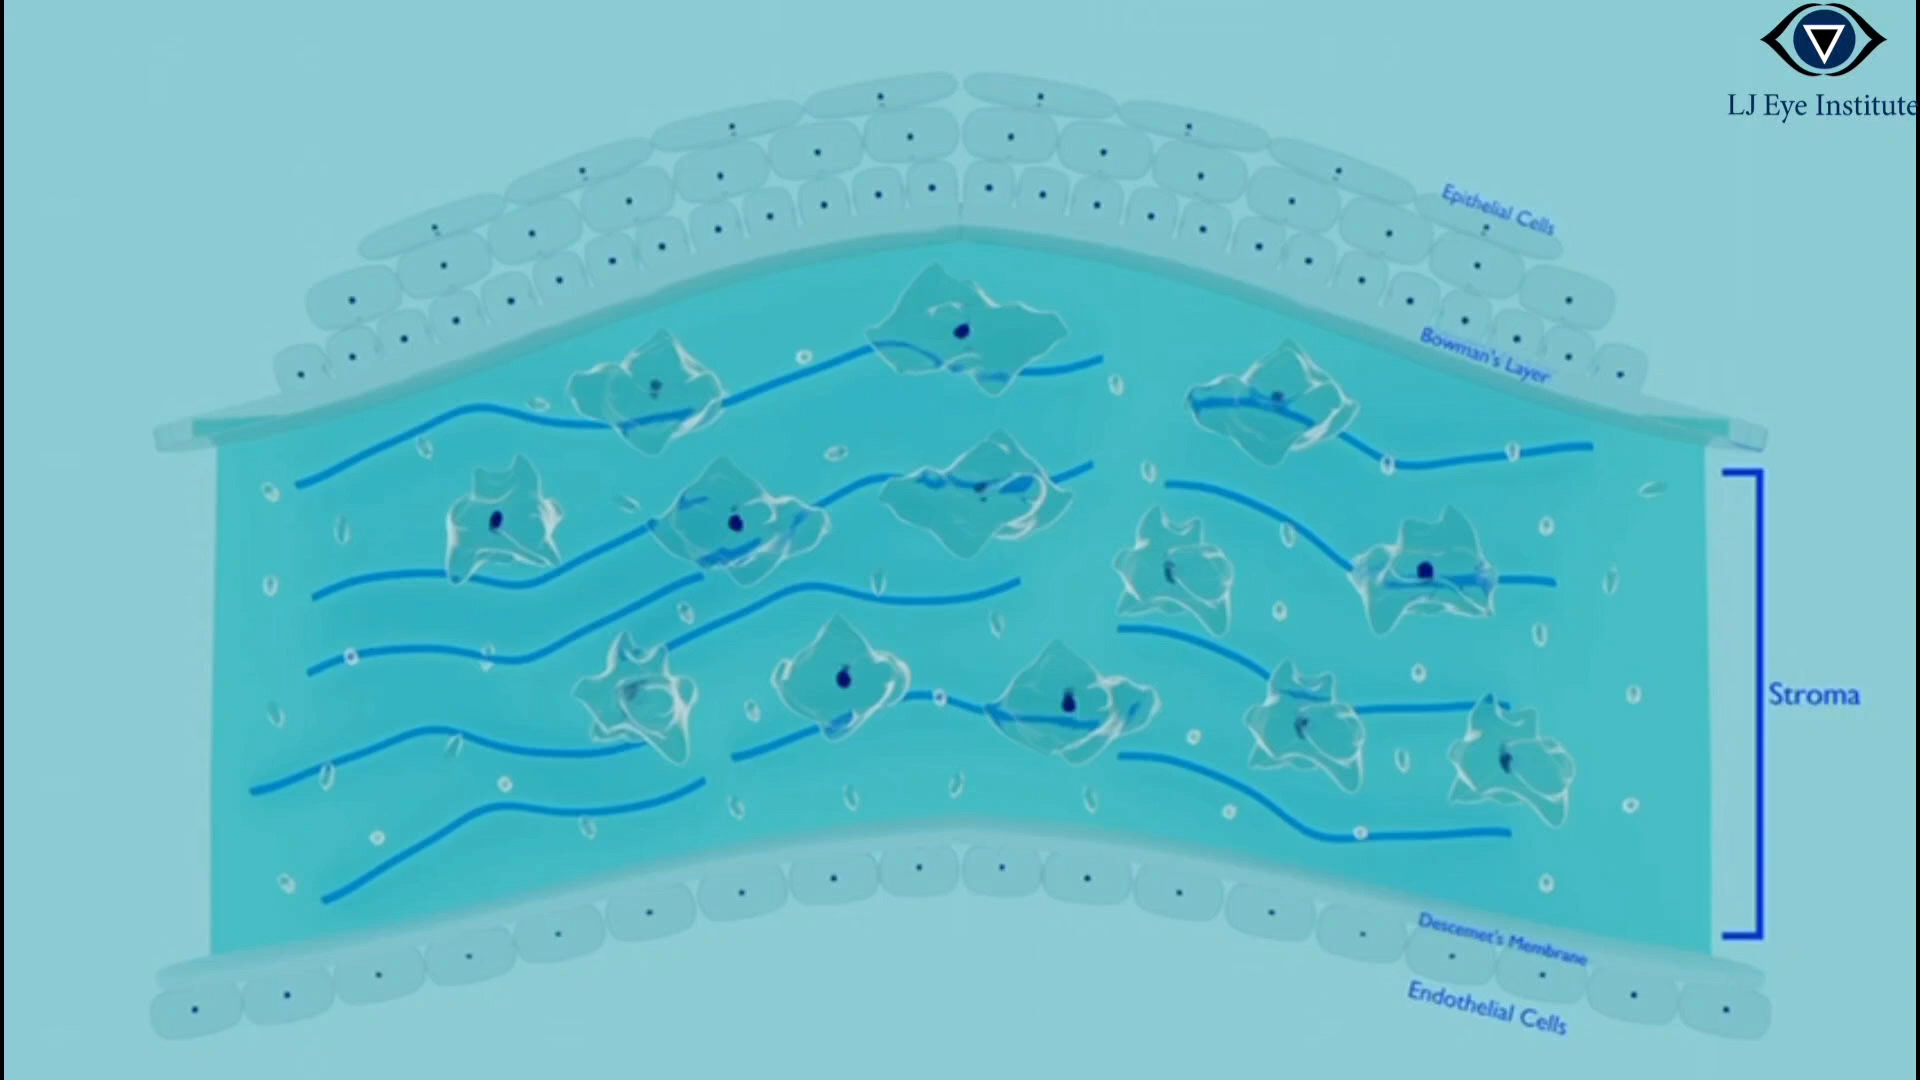 LJ Eye Institute
Epithelial Cells
Bowman's Layer
Stroma
Descemet's Membrane
Endothelial Cells